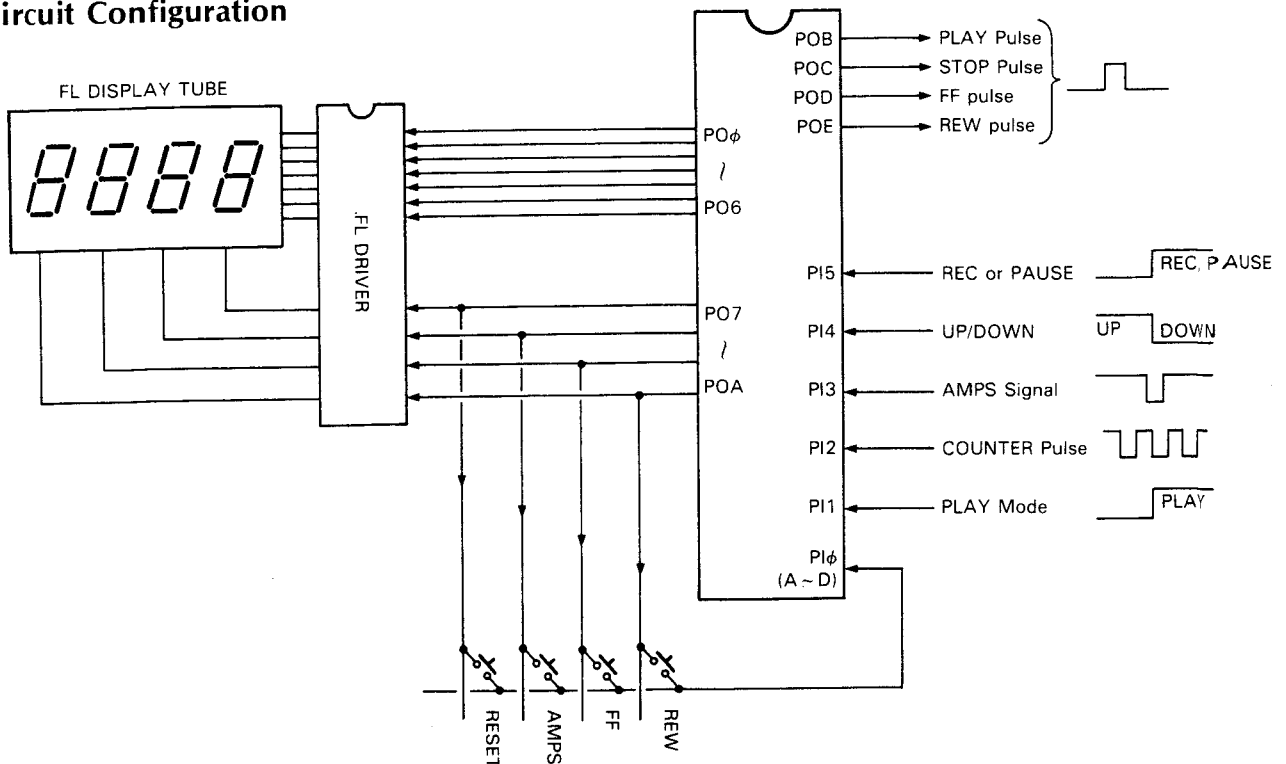 ircuit Configuration
FL DISPLAY TUBE
.FL DRIVER
POφ
≀
PO6
PO7
≀
POA
POB
POC
POD
POE
PLAY Pulse
STOP Pulse
FF pulse
REW pulse
PI5
PI4
PI3
PI2
PI1
PIφ
(A ~ D)
REC or PAUSE
REC, PAUSE
UP/DOWN
UP
DOWN
AMPS Signal
COUNTER Pulse
PLAY Mode
PLAY
RESET
AMPS
FF
REW